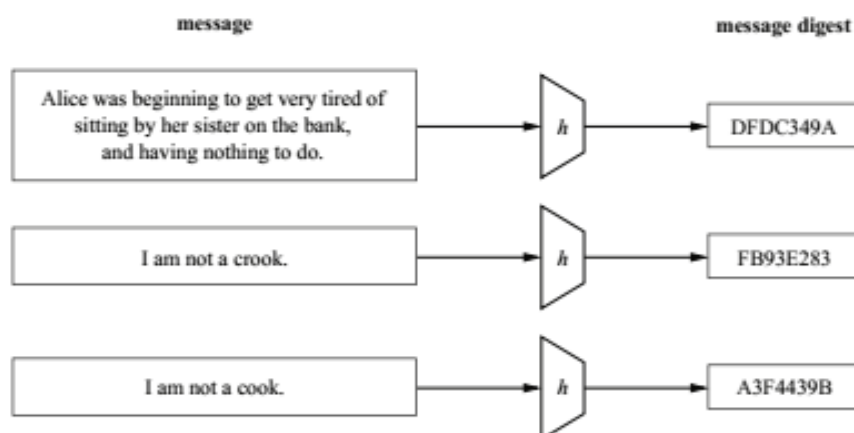 message
message digest
Alice was beginning to get very tired of
sitting by her sister on the bank,
and having nothing to do.
h
DFDC349A
I am not a crook.
h
FB93E283
I am not a cook.
h
A3F4439B